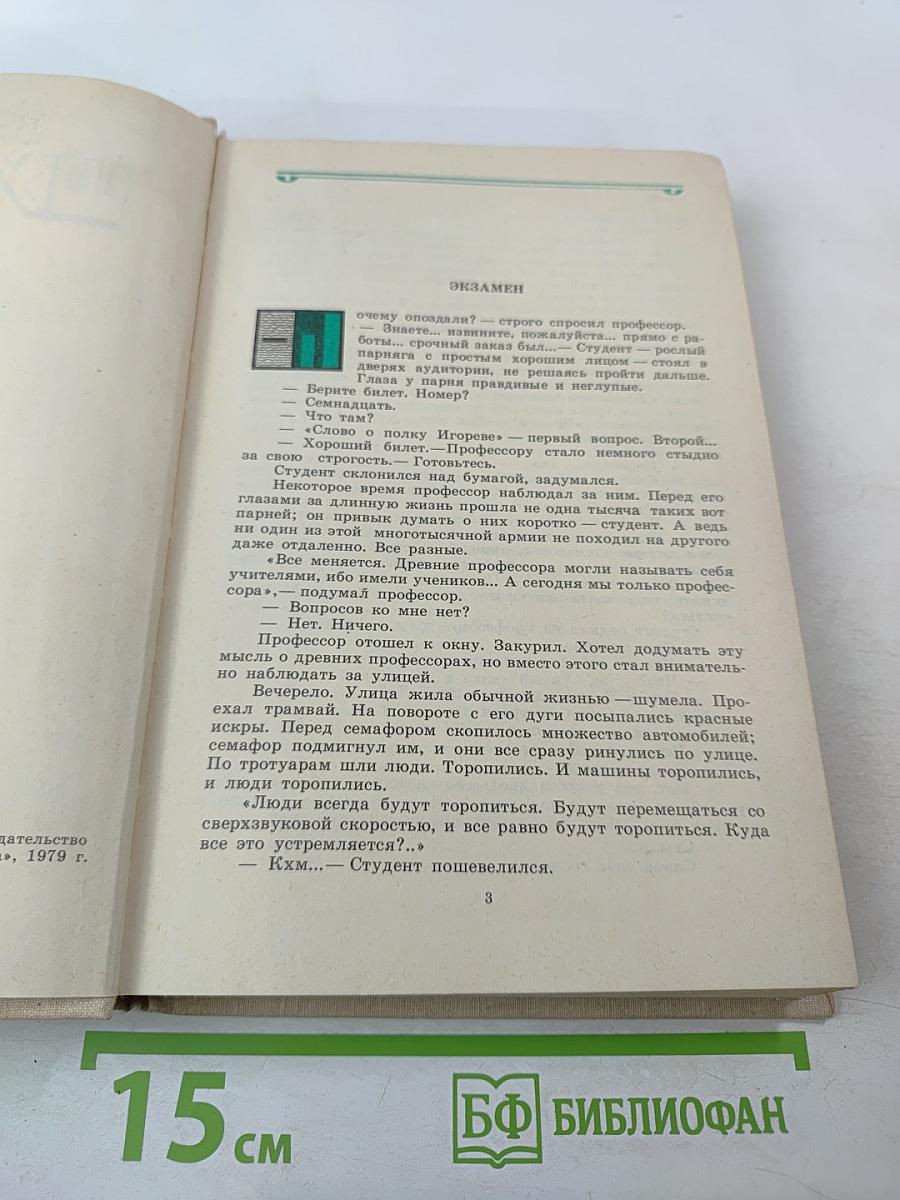 ЭКЗАМЕН
— Почему опоздали? — строго спросил профессор.
— Знаете... извините, пожалуйста... прямо с ра-
боты... срочный заказ был...— Студент — рослый
парняга с простым хорошим лицом — стоял в
дверях аудитории, не решаясь пройти дальше.
Глаза у парня правдивые и неглупые.
— Берите билет. Номер?
— Семнадцать.
— Что там?
— «Слово о полку Игореве» — первый вопрос. Второй...
— Хороший билет.—Профессору стало немного стыдно
за свою строгость.— Готовьтесь.
Студент склонился над бумагой, задумался.
Некоторое время профессор наблюдал за ним. Перед его
глазами за длинную жизнь прошла не одна тысяча таких вот
парней; он привык думать о них коротко — студент. А ведь
ни один из этой многотысячной армии не походил на другого
даже отдаленно. Все разные.
«Все меняется. Древние профессора могли называть себя
учителями, ибо имели учеников... А сегодня мы только профес-
сора»,— подумал профессор.
— Вопросов ко мне нет?
— Нет. Ничего.
Профессор отошел к окну. Закурил. Хотел додумать эту
мысль о древних профессорах, но вместо этого стал вниматель-
но наблюдать за улицей.
Вечерело. Улица жила обычной жизнью — шумела. Про-
ехал трамвай. На повороте с его дуги посыпались красные
искры. Перед семафором скопилось множество автомобилей;
семафор подмигнул им, и они все сразу ринулись по улице.
По тротуарам шли люди. Торопились. И машины торопились,
и люди торопились.
«Люди всегда будут торопиться. Будут перемещаться со
сверхзвуковой скоростью, и все равно будут торопиться. Куда
все это устремляется?..»
— Кхм...— Студент пошевелился.
3
дательство
», 1979 г.
15 см
БФ БИБЛИОФАН